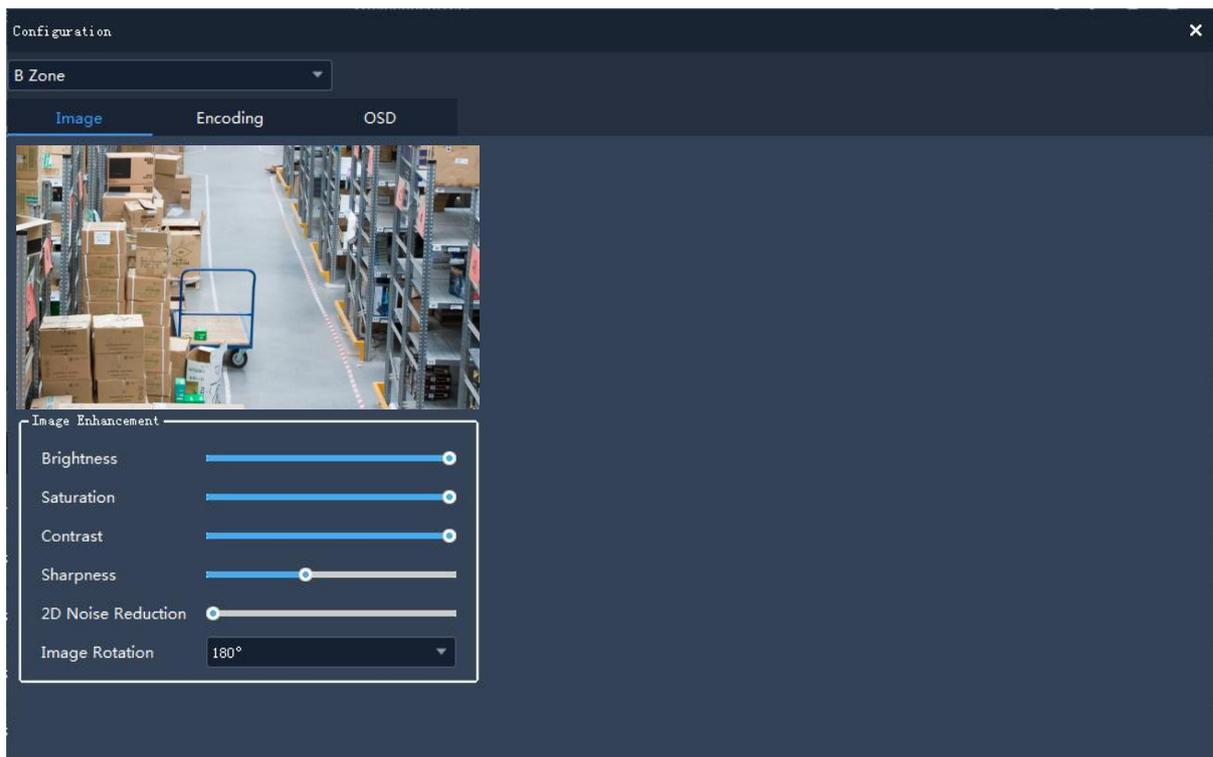 Configuration
B Zone
Image Encoding OSD
Image Enhancement
Brightness
Saturation
Contrast
Sharpness
2D Noise Reduction
Image Rotation 180°